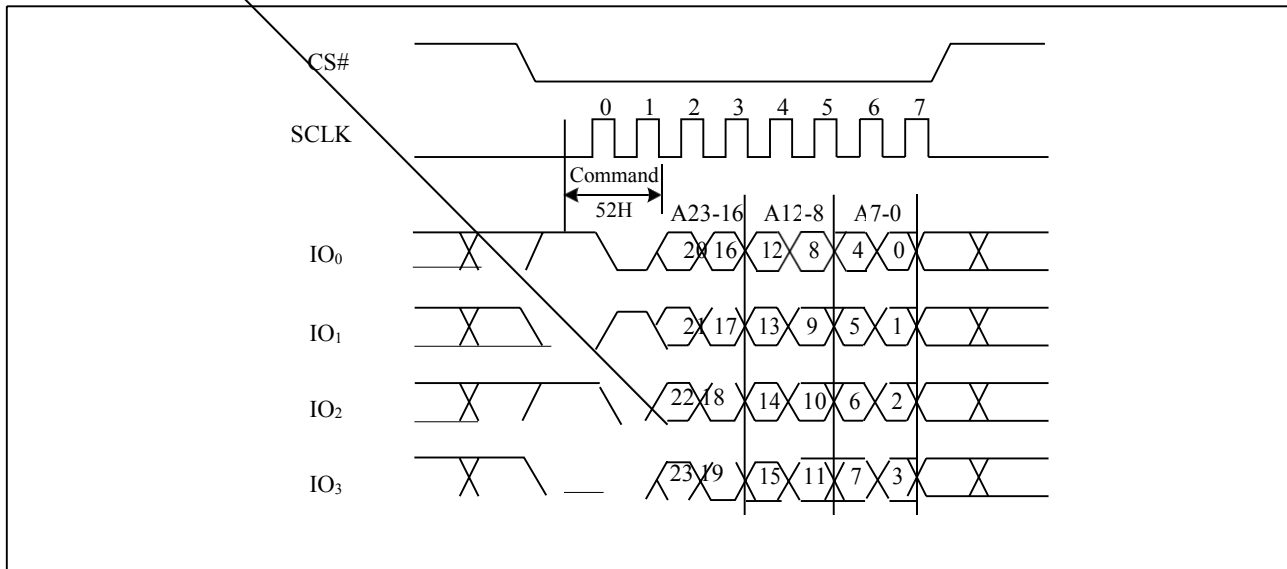 CS#
0 1 2 3 4 5 6 7
SCLK
Command
52H
A23-16 A12-8 A7-0
IO0 20 16 12 8 4 0
IO1 21 17 13 9 5 1
IO2 22 18 14 10 6 2
IO3 23 19 15 11 7 3